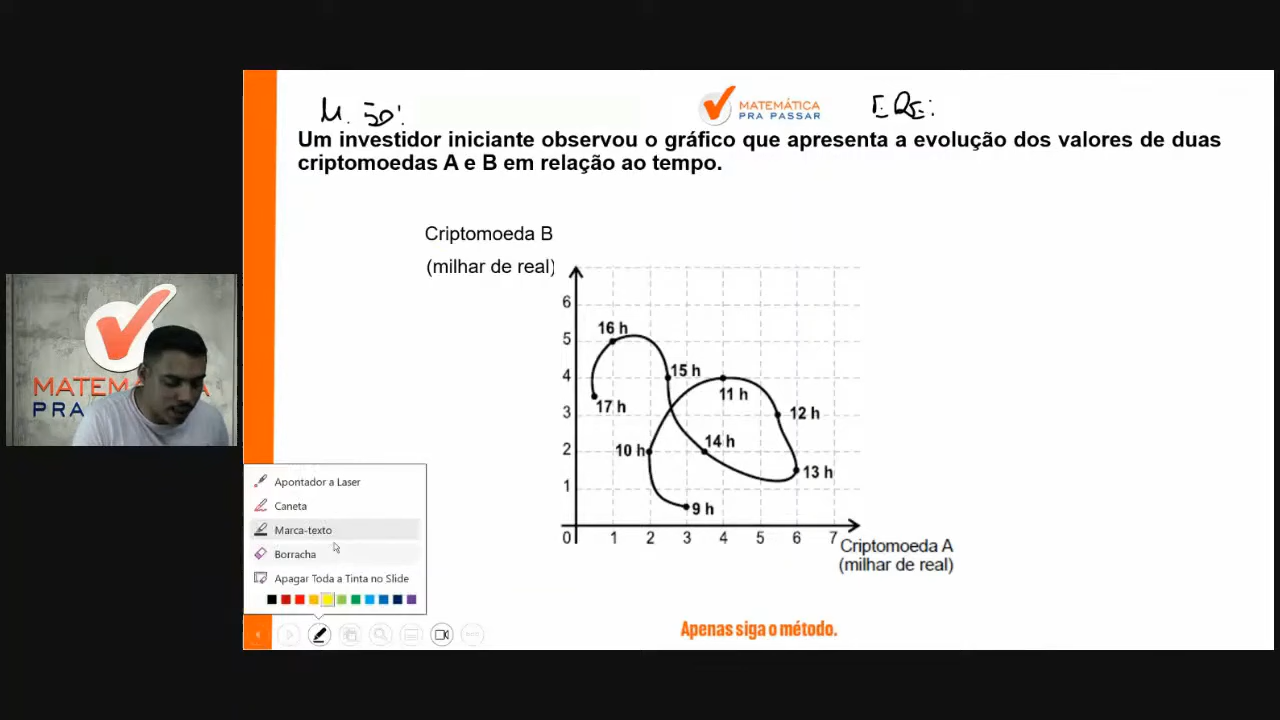 M. 50:
MATEMÁTICA
PRA PASSAR
Um investidor iniciante observou o gráfico que apresenta a evolução dos valores de duas
criptomoedas A e B em relação ao tempo.
Criptomoeda B
(milhar de real)
6
5
4
3
2
1
0 1 2 3 4 5 6 7
16 h
15 h
17 h
11 h
12 h
10 h
14 h
13 h
9 h
Criptomoeda A
(milhar de real)
Apenas siga o método.
Apontador a Laser
Caneta
Marca-texto
Borracha
Apagar Toda a Tinta no Slide